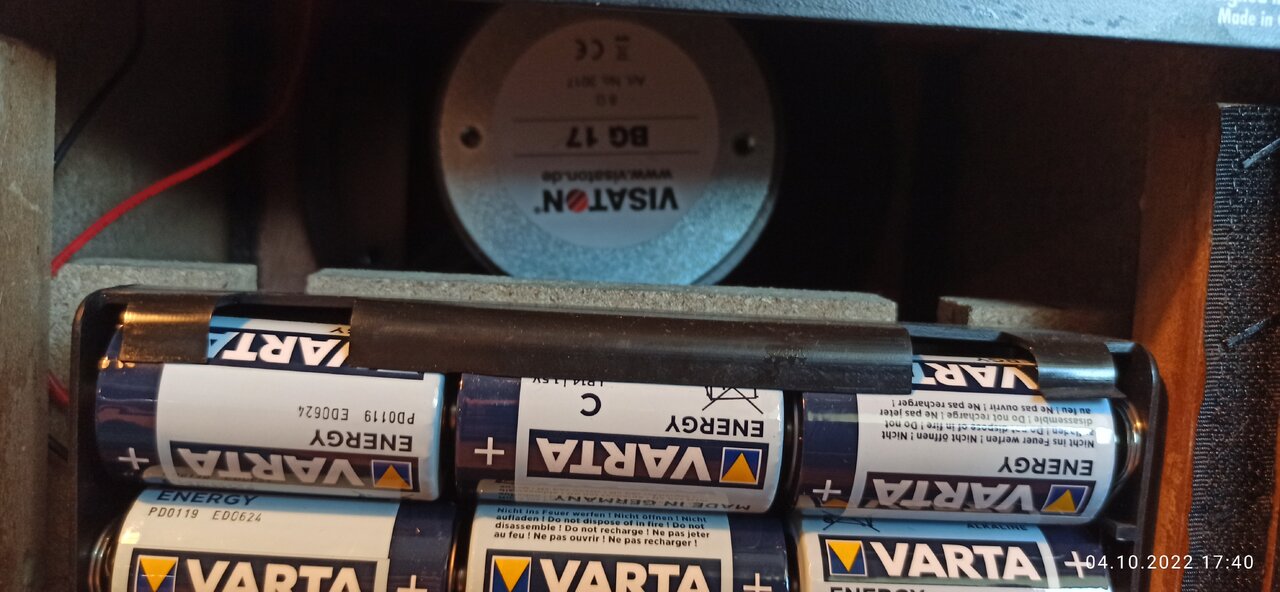 Made in
VISATON®
www.visaton.de
BG 17
8 Ω
Art. No. 2017
CE
VARTA
VARTA
VARTA
VARTA
ENERGY
PD0119 EDC624
VARTA
ENERGY
C
LR14 | 1.5V
MADE IN GERMANY
VARTA
ENERGY
Nicht ins Feuer werfen ! Nicht öffnen ! Nicht
dispose of in fire ! Do not
disassemble ! Do not recharge ! Ne pas jeter
au feu ! Ne pas ouvrir ! Ne pas recharger !
ENERGY
PD0119 EDC624
VARTA
Nicht ins Feuer werfen ! Nicht öffnen ! Nicht
aufladen ! Do not dispose of in fire ! Do not
disassemble ! Do not recharge ! Ne pas jeter
au feu ! Ne pas ouvrir ! Ne pas recharger !
VARTA
ALKALINE
VARTA
ENERGY
04.10.2022 17:40